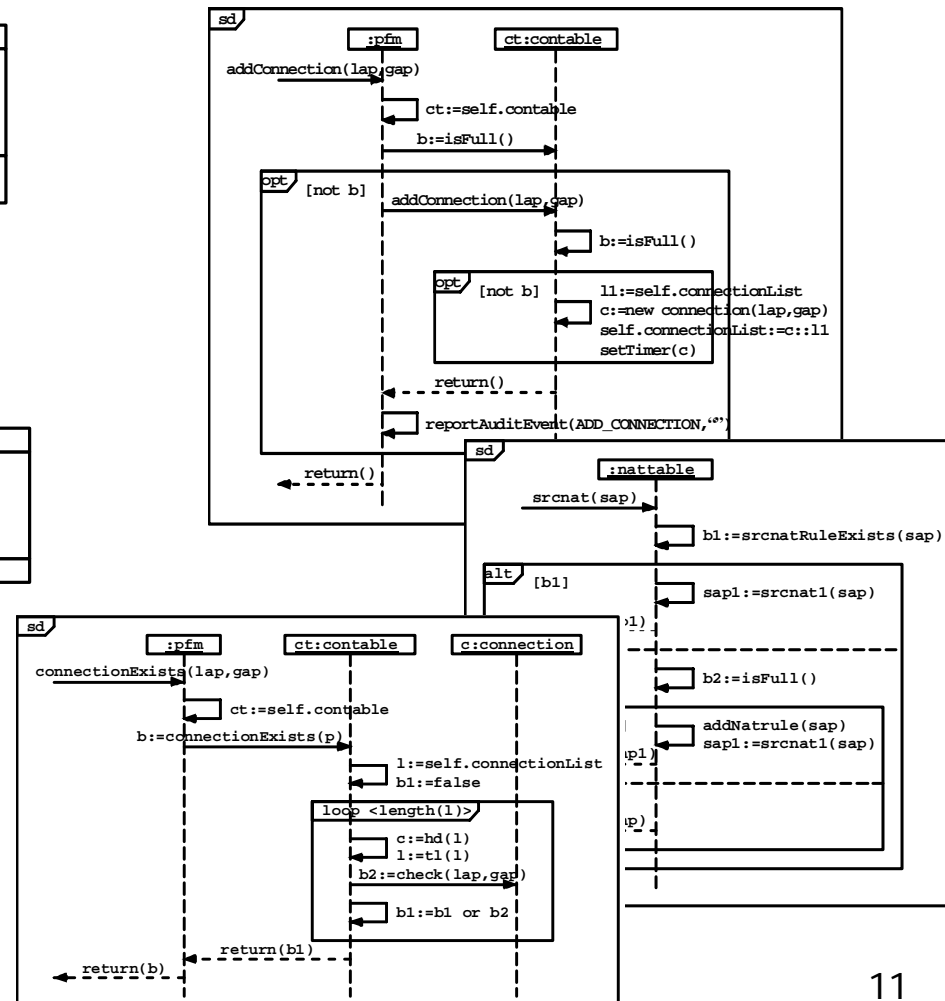 sd
:pfm
ct:contable
addConnection(lap,gap)
ct:=self.contable
b:=isFull()
opt
[not b]
addConnection(lap,gap)
b:=isFull()
opt
[not b]
l1:=self.connectionList
c:=new connection(lap,gap)
self.connectionList:=c::l1
setTimer(c)
return()
reportAuditEvent(ADD_CONNECTION,“”)
return()
sd
:nattable
srcnat(sap)
b1:=srcnatRuleExists(sap)
alt
[b1]
sap1:=srcnat1(sap)
b2:=isFull()
addNatrule(sap)
sap1:=srcnat1(sap)
sd
:pfm
ct:contable
c:connection
connectionExists(lap,gap)
ct:=self.contable
b:=connectionExists(p)
l:=self.connectionList
b1:=false
loop <length(l)>
c:=hd(l)
l:=tl(l)
b2:=check(lap,gap)
b1:=b1 or b2
return(b1)
return(b)
11